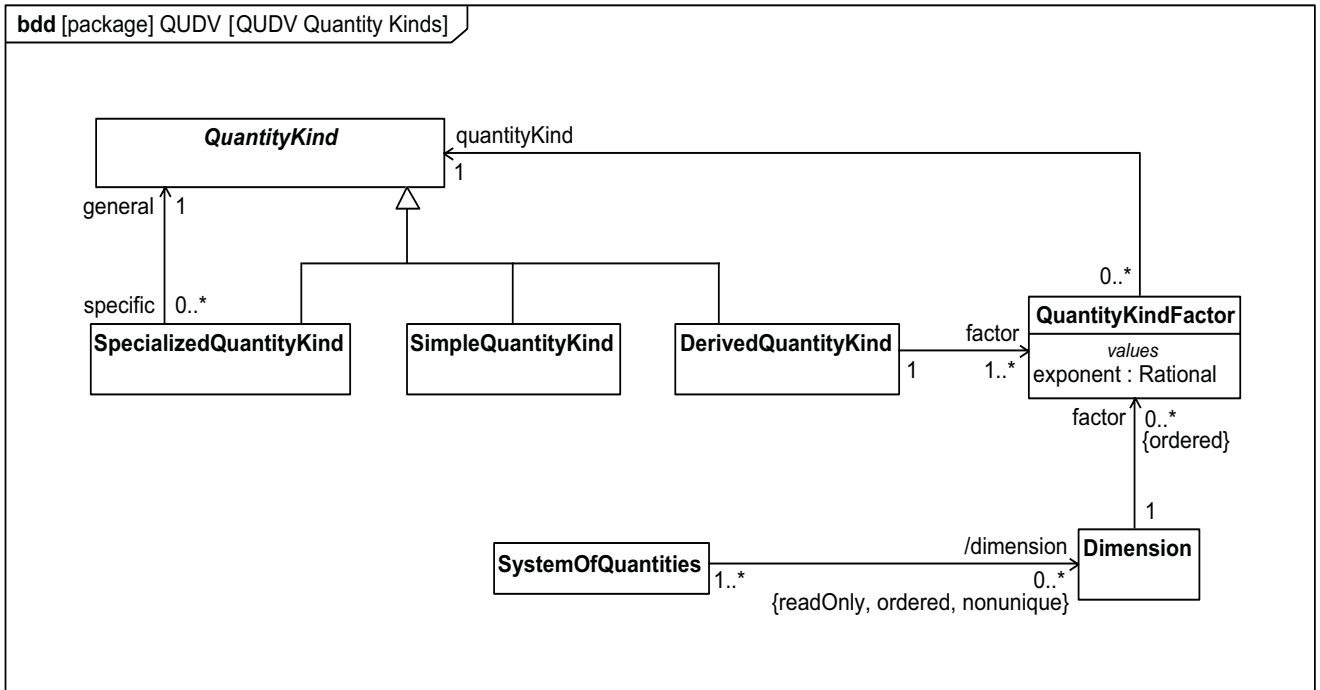 bdd [package] QUDV [QUDV Quantity Kinds]
QuantityKind
quantityKind
1
general
1
0..*
specific
0..*
SpecializedQuantityKind
SimpleQuantityKind
DerivedQuantityKind
factor
1
1..*
QuantityKindFactor
values
exponent : Rational
factor
0..*
{ordered}
1
SystemOfQuantities
/dimension
Dimension
1..*
0..*
{readOnly, ordered, nonunique}